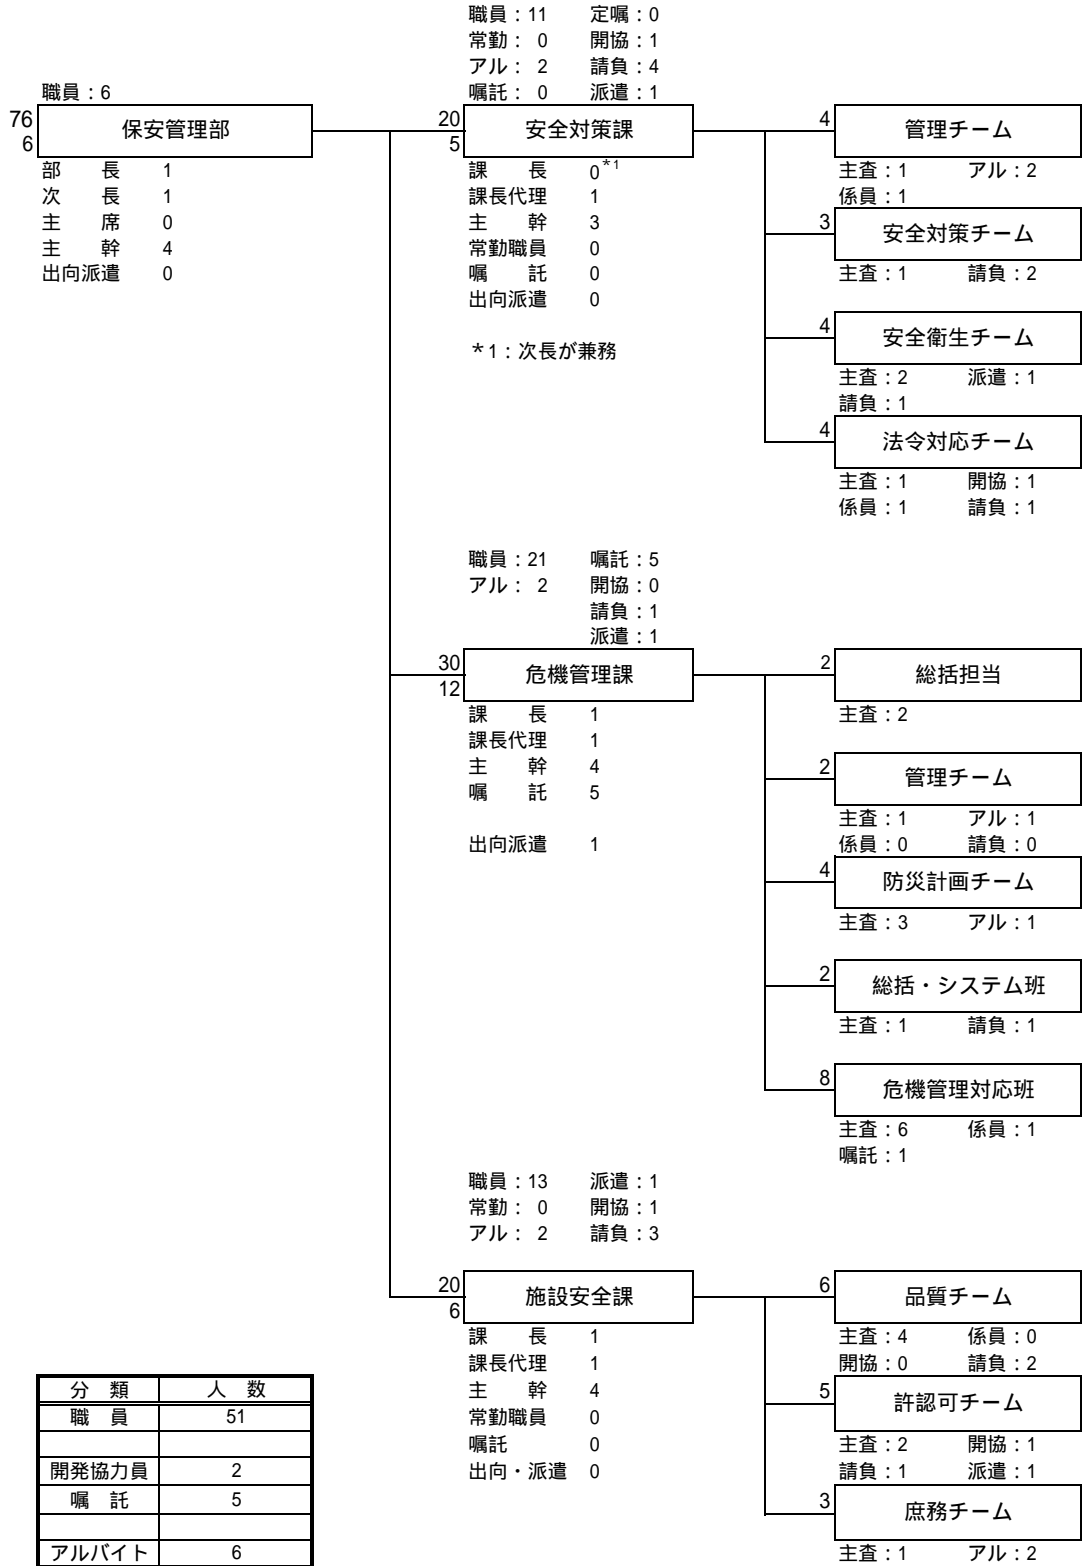 職員：6
76
6
保安管理部
部　長　1
次　長　1
主　席　0
主　幹　4
出向派遣　0
職員：11　定嘱：0
常勤： 0　開協：1
アル： 2　請負：4
嘱託： 0　派遣：1
20
5
安全対策課
課　長　0*1
課長代理　1
主　幹　3
常勤職員　0
嘱　託　0
出向派遣　0
*1：次長が兼務
4
管理チーム
主査：1　アル：2
係員：1
3
安全対策チーム
主査：1　請負：2
4
安全衛生チーム
主査：2　派遣：1
請負：1
4
法令対応チーム
主査：1　開協：1
係員：1　請負：1
職員：21　嘱託：5
アル： 2　開協：0
請負：1
派遣：1
30
12
危機管理課
課　長　1
課長代理　1
主　幹　4
嘱　託　5
出向派遣　1
2
総括担当
主査：2
2
管理チーム
主査：1　アル：1
係員：0　請負：0
4
防災計画チーム
主査：3　アル：1
2
総括・システム班
主査：1　請負：1
8
危機管理対応班
主査：6　係員：1
嘱託：1
職員：13　派遣：1
常勤： 0　開協：1
アル： 2　請負：3
20
6
施設安全課
課　長　1
課長代理　1
主　幹　4
常勤職員　0
嘱託　0
出向・派遣　0
6
品質チーム
主査：4　係員：0
開協：0　請負：2
5
許認可チーム
主査：2　開協：1
請負：1　派遣：1
3
庶務チーム
主査：1　アル：2
分　類　人　数
職　員　51
開発協力員　2
嘱　託　5
アルバイト　6